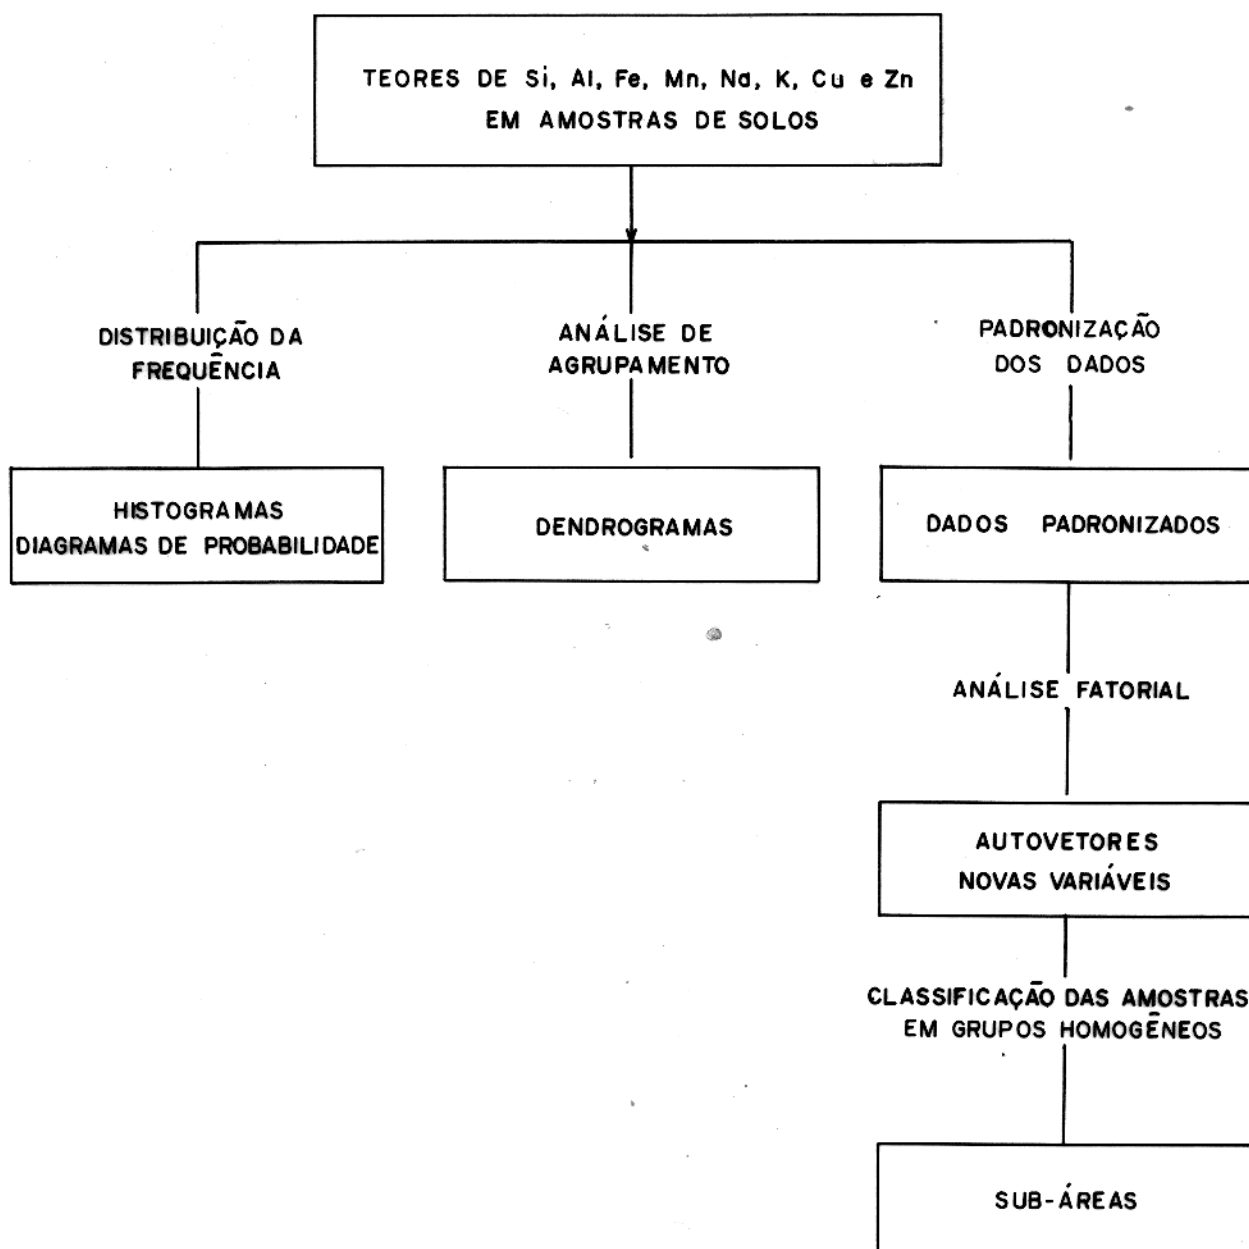 TEORES DE Si, Al, Fe, Mn, Na, K, Cu e Zn
EM AMOSTRAS DE SOLOS
DISTRIBUIÇÃO DA
FREQUÊNCIA
ANÁLISE DE
AGRUPAMENTO
PADRONIZAÇÃO
DOS DADOS
HISTOGRAMAS
DIAGRAMAS DE PROBABILIDADE
DENDROGRAMAS
DADOS PADRONIZADOS
ANÁLISE FATORIAL
AUTOVETORES
NOVAS VARIÁVEIS
CLASSIFICAÇÃO DAS AMOSTRAS
EM GRUPOS HOMOGÊNEOS
SUB-ÁREAS